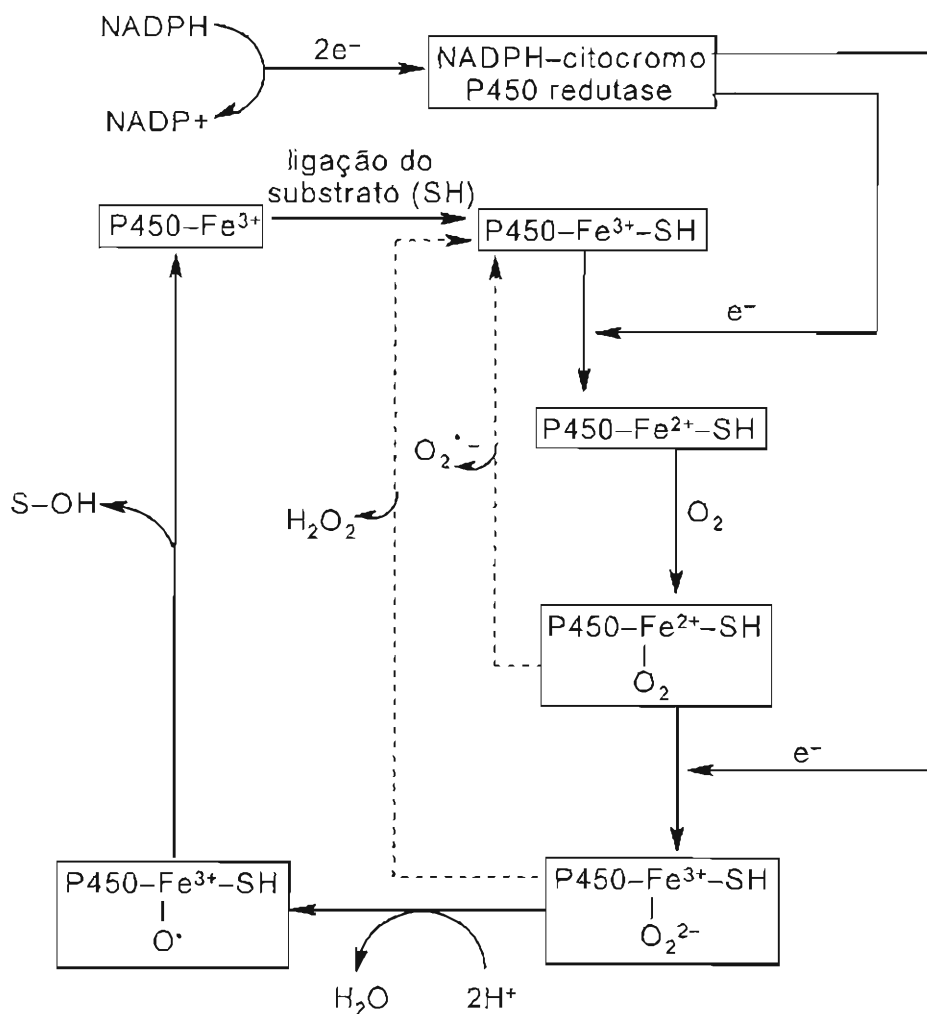 NADPH
2e⁻
NADPH–citocromo
P450 redutase
NADP+
ligação do
substrato (SH)
P450–Fe³⁺
P450–Fe³⁺–SH
e⁻
P450–Fe²⁺–SH
O₂˙⁻
S–OH
H₂O₂
O₂
P450–Fe²⁺–SH
O₂
e⁻
P450–Fe³⁺–SH
O˙
P450–Fe³⁺–SH
O₂²⁻
H₂O
2H⁺